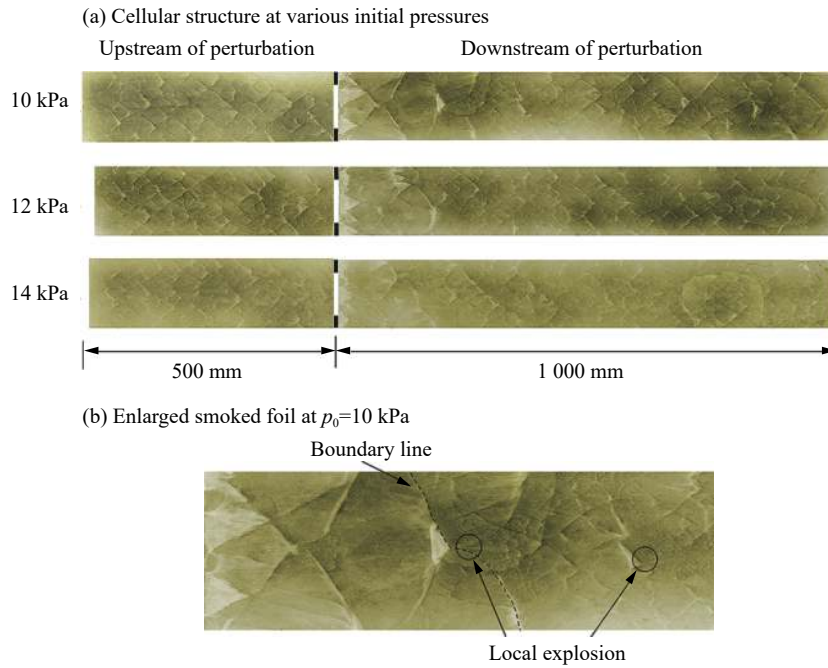 (a) Cellular structure at various initial pressures
Upstream of perturbation
Downstream of perturbation
10 kPa
12 kPa
14 kPa
500 mm
1 000 mm
(b) Enlarged smoked foil at p₀=10 kPa
Boundary line
Local explosion